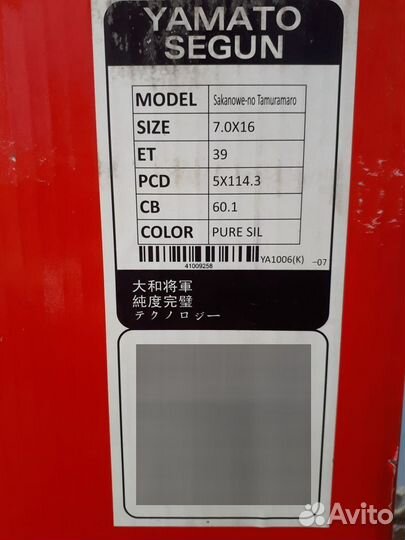 YAMATO
SEGUN
MODEL Sakanowe-no Tamuramaro
SIZE 7.0X16
ET 39
PCD 5X114.3
CB 60.1
COLOR PURE SIL
41009258 YA1006(K) -07
大和将軍
純度完璧
テクノロジー
Avito